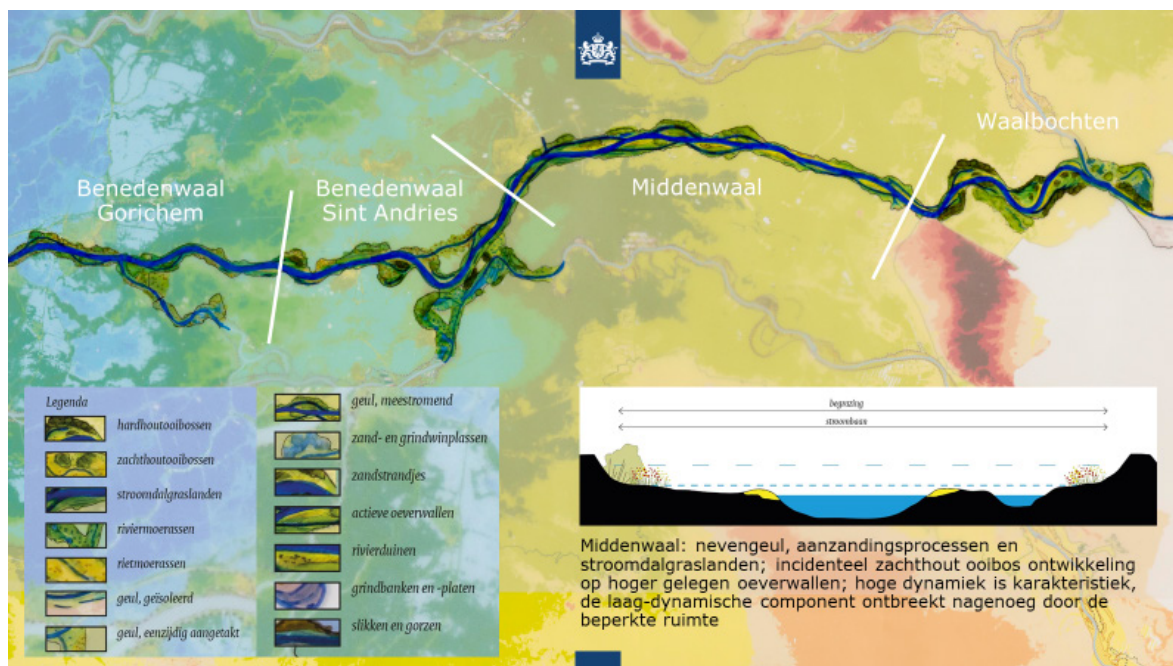 Waalbochten
Benedenwaal
Gorichem
Benedenwaal
Sint Andries
Middenwaal
Legenda
hardhoutooibossen
zachthoutooibossen
stroomdalgraslanden
riviermoerassen
rietmoerassen
geul, geïsoleerd
geul, eenzijdig aangetakt
geul, meestromend
zand- en grindwinplassen
zandstrandjes
actieve oeverwallen
rivierduinen
grindbanken en -platen
slikken en gorzen
begrazing
stroombaan
Middenwaal: nevengeul, aanzandingsprocessen en
stroomdalgraslanden; incidenteel zachthout ooibos ontwikkeling
op hoger gelegen oeverwallen; hoge dynamiek is karakteristiek,
de laag-dynamische component ontbreekt nagenoeg door de
beperkte ruimte